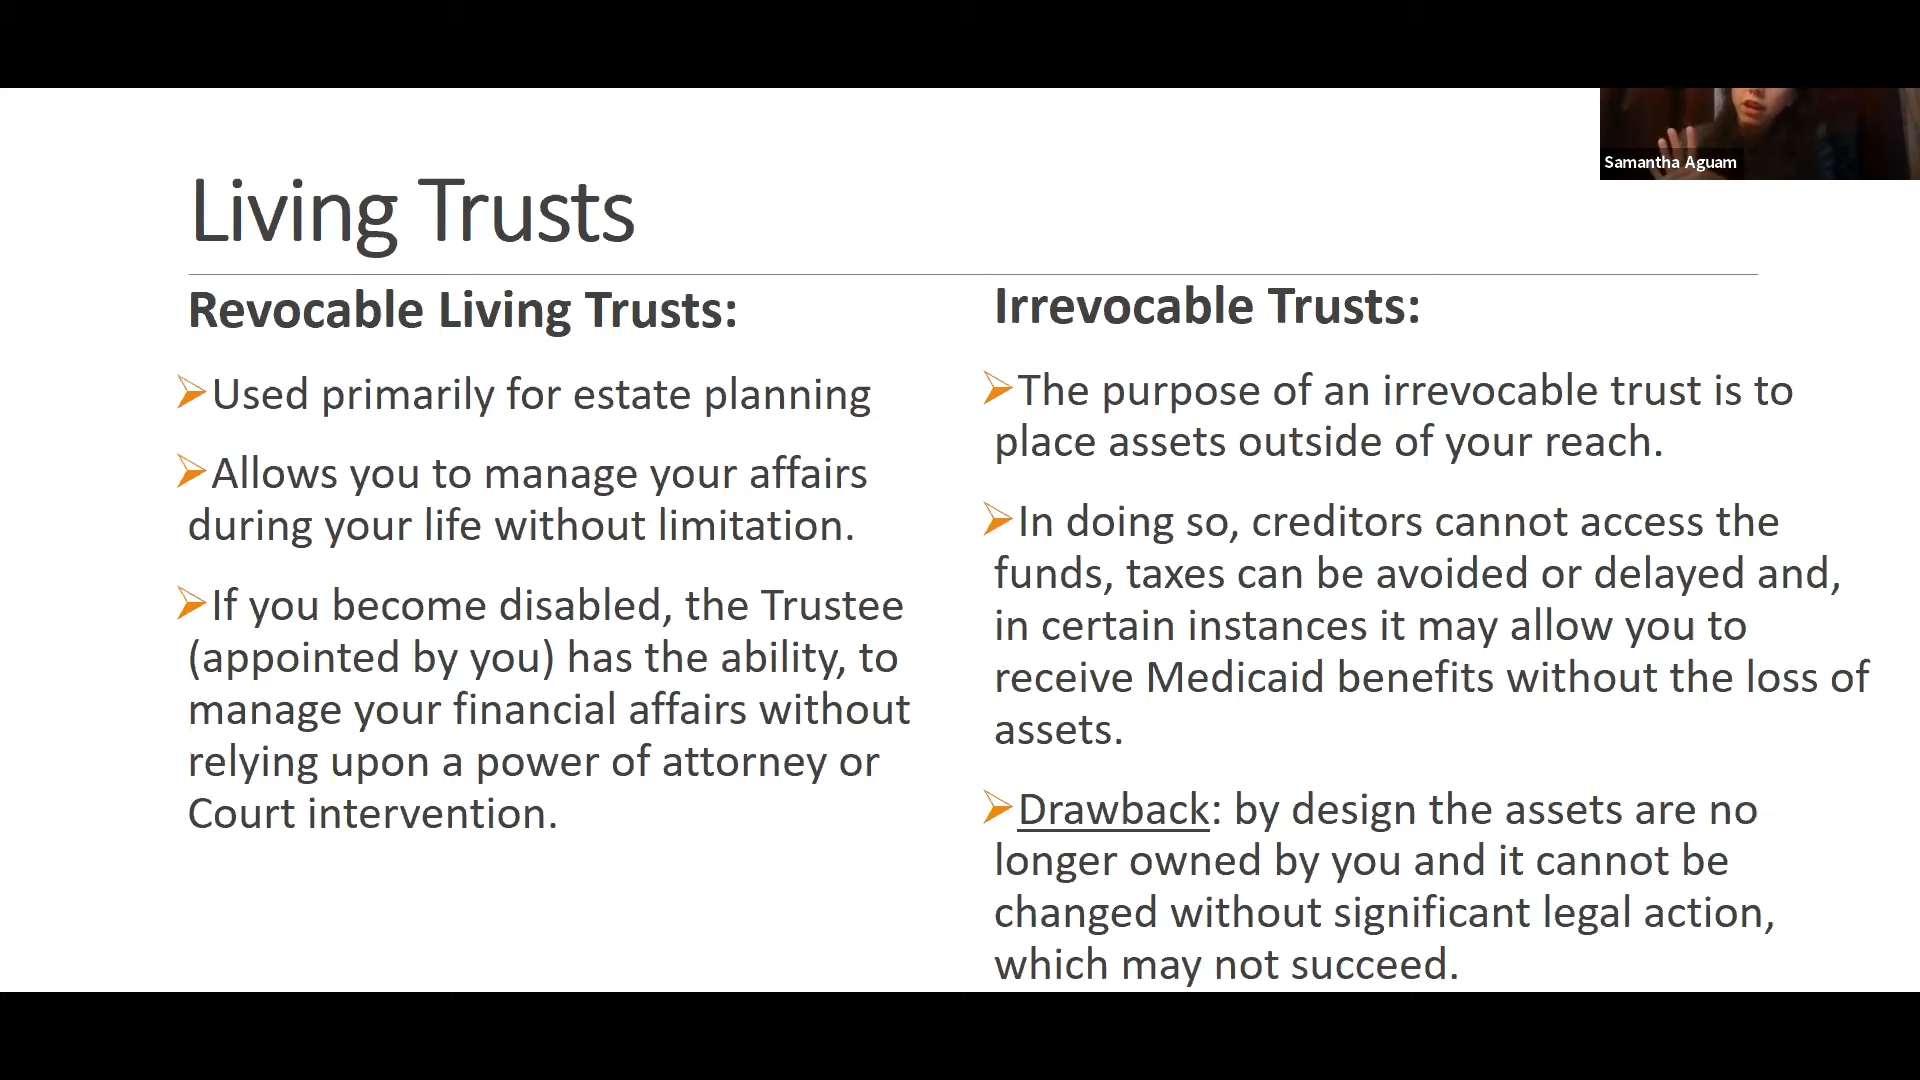 Samantha Aguam
Living Trusts
Revocable Living Trusts:
Used primarily for estate planning
Allows you to manage your affairs
during your life without limitation.
If you become disabled, the Trustee
(appointed by you) has the ability, to
manage your financial affairs without
relying upon a power of attorney or
Court intervention.
Irrevocable Trusts:
The purpose of an irrevocable trust is to
place assets outside of your reach.
In doing so, creditors cannot access the
funds, taxes can be avoided or delayed and,
in certain instances it may allow you to
receive Medicaid benefits without the loss of
assets.
Drawback: by design the assets are no
longer owned by you and it cannot be
changed without significant legal action,
which may not succeed.